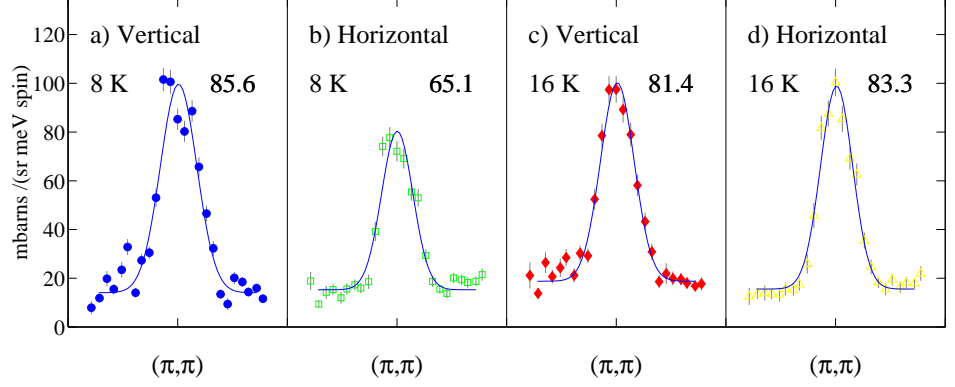 mbarns /(sr meV spin)
120
100
80
60
40
20
0
a) Vertical
8 K 85.6
(π,π)
b) Horizontal
8 K 65.1
(π,π)
c) Vertical
16 K 81.4
(π,π)
d) Horizontal
16 K 83.3
(π,π)